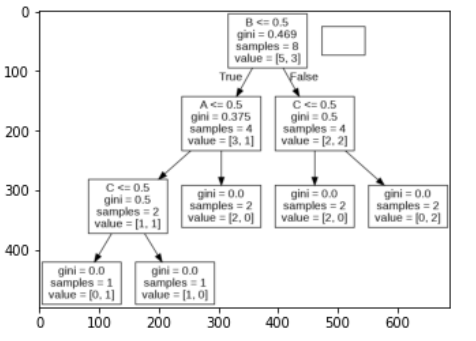 0
100
200
300
400
B <= 0.5
gini = 0.469
samples = 8
value = [5, 3]
True
False
A <= 0.5
gini = 0.375
samples = 4
value = [3, 1]
C <= 0.5
gini = 0.5
samples = 4
value = [2, 2]
C <= 0.5
gini = 0.5
samples = 2
value = [1, 1]
gini = 0.0
samples = 2
value = [2, 0]
gini = 0.0
samples = 2
value = [2, 0]
gini = 0.0
samples = 2
value = [0, 2]
gini = 0.0
samples = 1
value = [0, 1]
gini = 0.0
samples = 1
value = [1, 0]
0 100 200 300 400 500 600